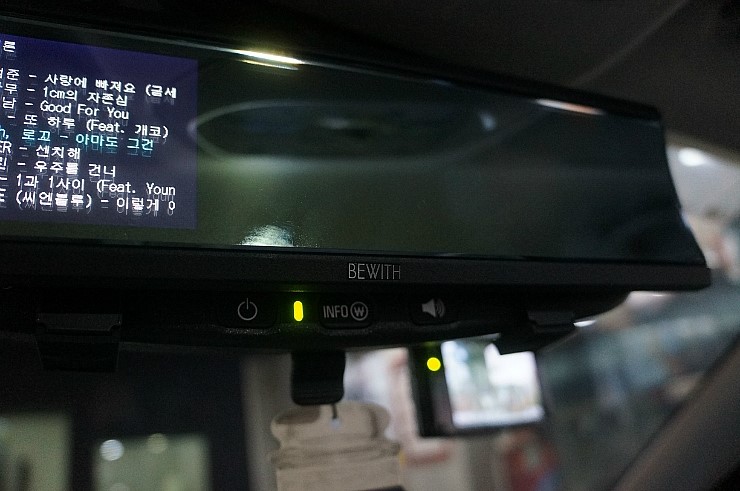 론
준 - 사랑에 빠져요 (글세
무 - 1cm의 자존심
남 - Good For You
- 또 하루 (Feat. 개코)
h, 로꼬 - 아마도 그건
ER - 센치해
린 - 우주를 건너
- 1과 1사이 (Feat. Youn
(씨엔블루) - 이렇게
BEWITH
INFO W